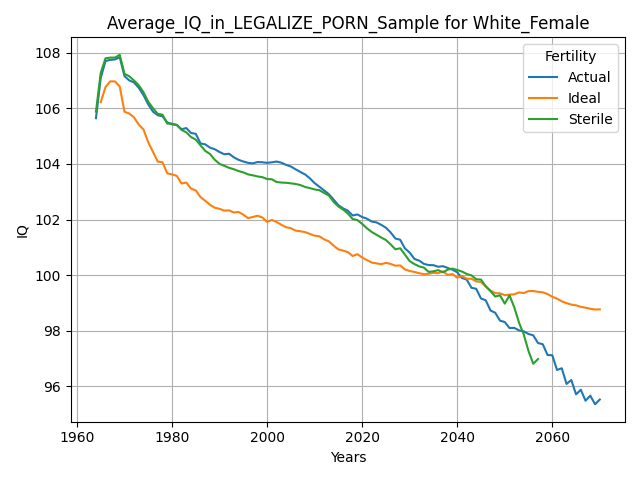 Average_IQ_in_LEGALIZE_PORN_Sample for White_Female
Fertility
Actual
Ideal
Sterile
IQ
108
106
104
102
100
98
96
1960
1980
2000
2020
2040
2060
Years